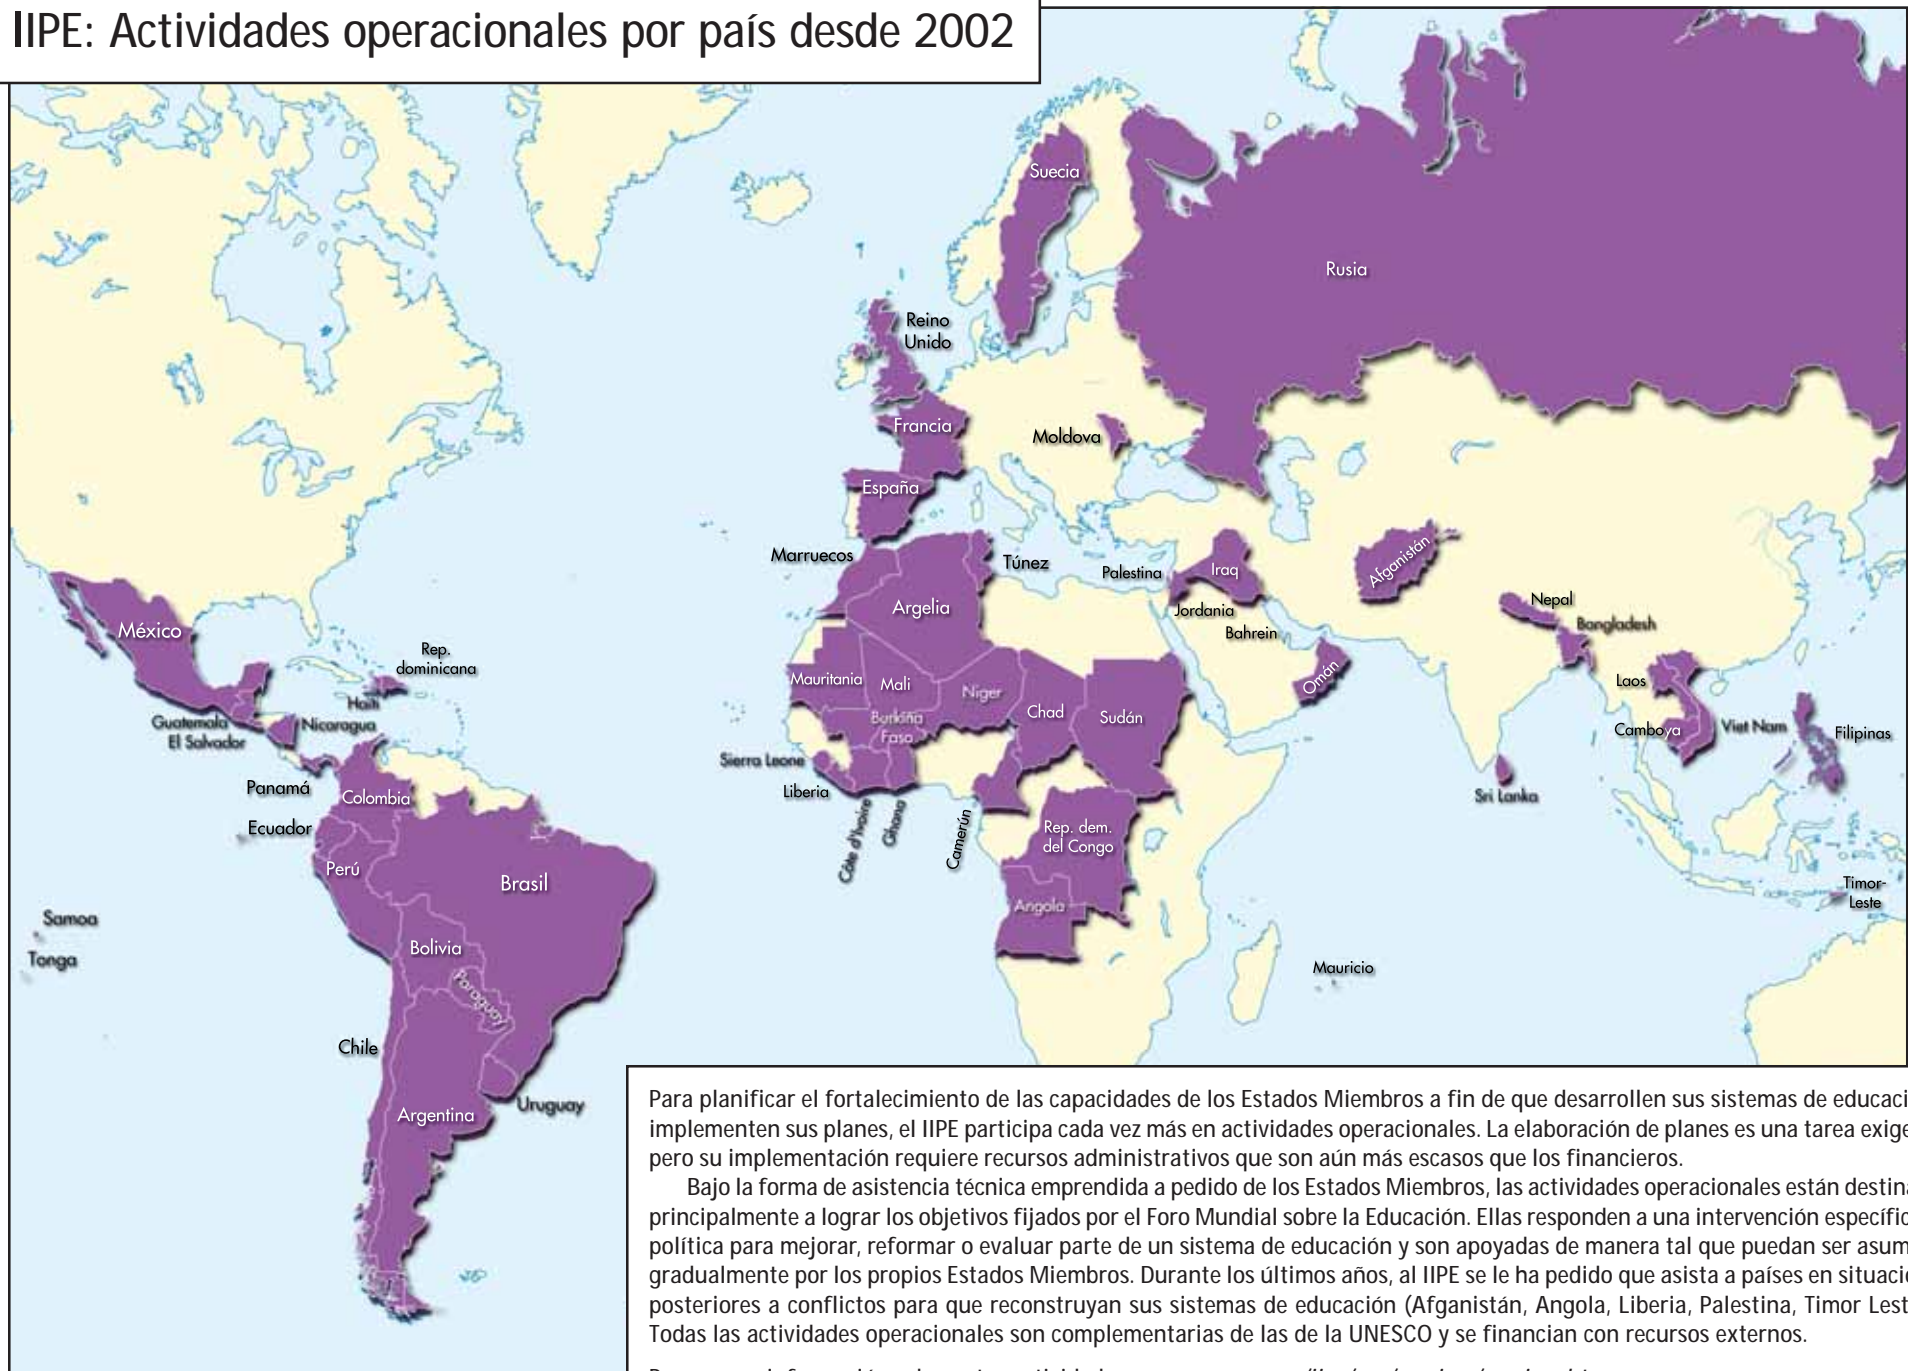 IIPE: Actividades operacionales por país desde 2002
Suecia
Rusia
Reino
Unido
Francia
Moldova
España
Marruecos
Túnez
Palestina
Iraq
Afganistán
Argelia
Jordania
Bahrein
Nepal
Bangladesh
México
Rep.
dominicana
Haití
Mauritania
Mali
Níger
Omán
Laos
Guatemala
Nicaragua
El Salvador
Burkina
Faso
Chad
Sudán
Camboya
Viet Nam
Filipinas
Sierra Leone
Panamá
Liberia
Colombia
Sri Lanka
Côte d'Ivoire
Ghana
Camerún
Ecuador
Rep. dem.
del Congo
Perú
Brasil
Timor-
Leste
Samoa
Angola
Tonga
Bolivia
Mauricio
Paraguay
Chile
Uruguay
Argentina
Para planificar el fortalecimiento de las capacidades de los Estados Miembros a fin de que desarrollen sus sistemas de educaci
implementen sus planes, el IIPE participa cada vez más en actividades operacionales. La elaboración de planes es una tarea exige
pero su implementación requiere recursos administrativos que son aún más escasos que los financieros.
Bajo la forma de asistencia técnica emprendida a pedido de los Estados Miembros, las actividades operacionales están destina
principalmente a lograr los objetivos fijados por el Foro Mundial sobre la Educación. Ellas responden a una intervención específic
política para mejorar, reformar o evaluar parte de un sistema de educación y son apoyadas de manera tal que puedan ser asum
gradualmente por los propios Estados Miembros. Durante los últimos años, al IIPE se le ha pedido que asista a países en situaci
posteriores a conflictos para que reconstruyan sus sistemas de educación (Afganistán, Angola, Liberia, Palestina, Timor Lest
Todas las actividades operacionales son complementarias de las de la UNESCO y se financian con recursos externos.